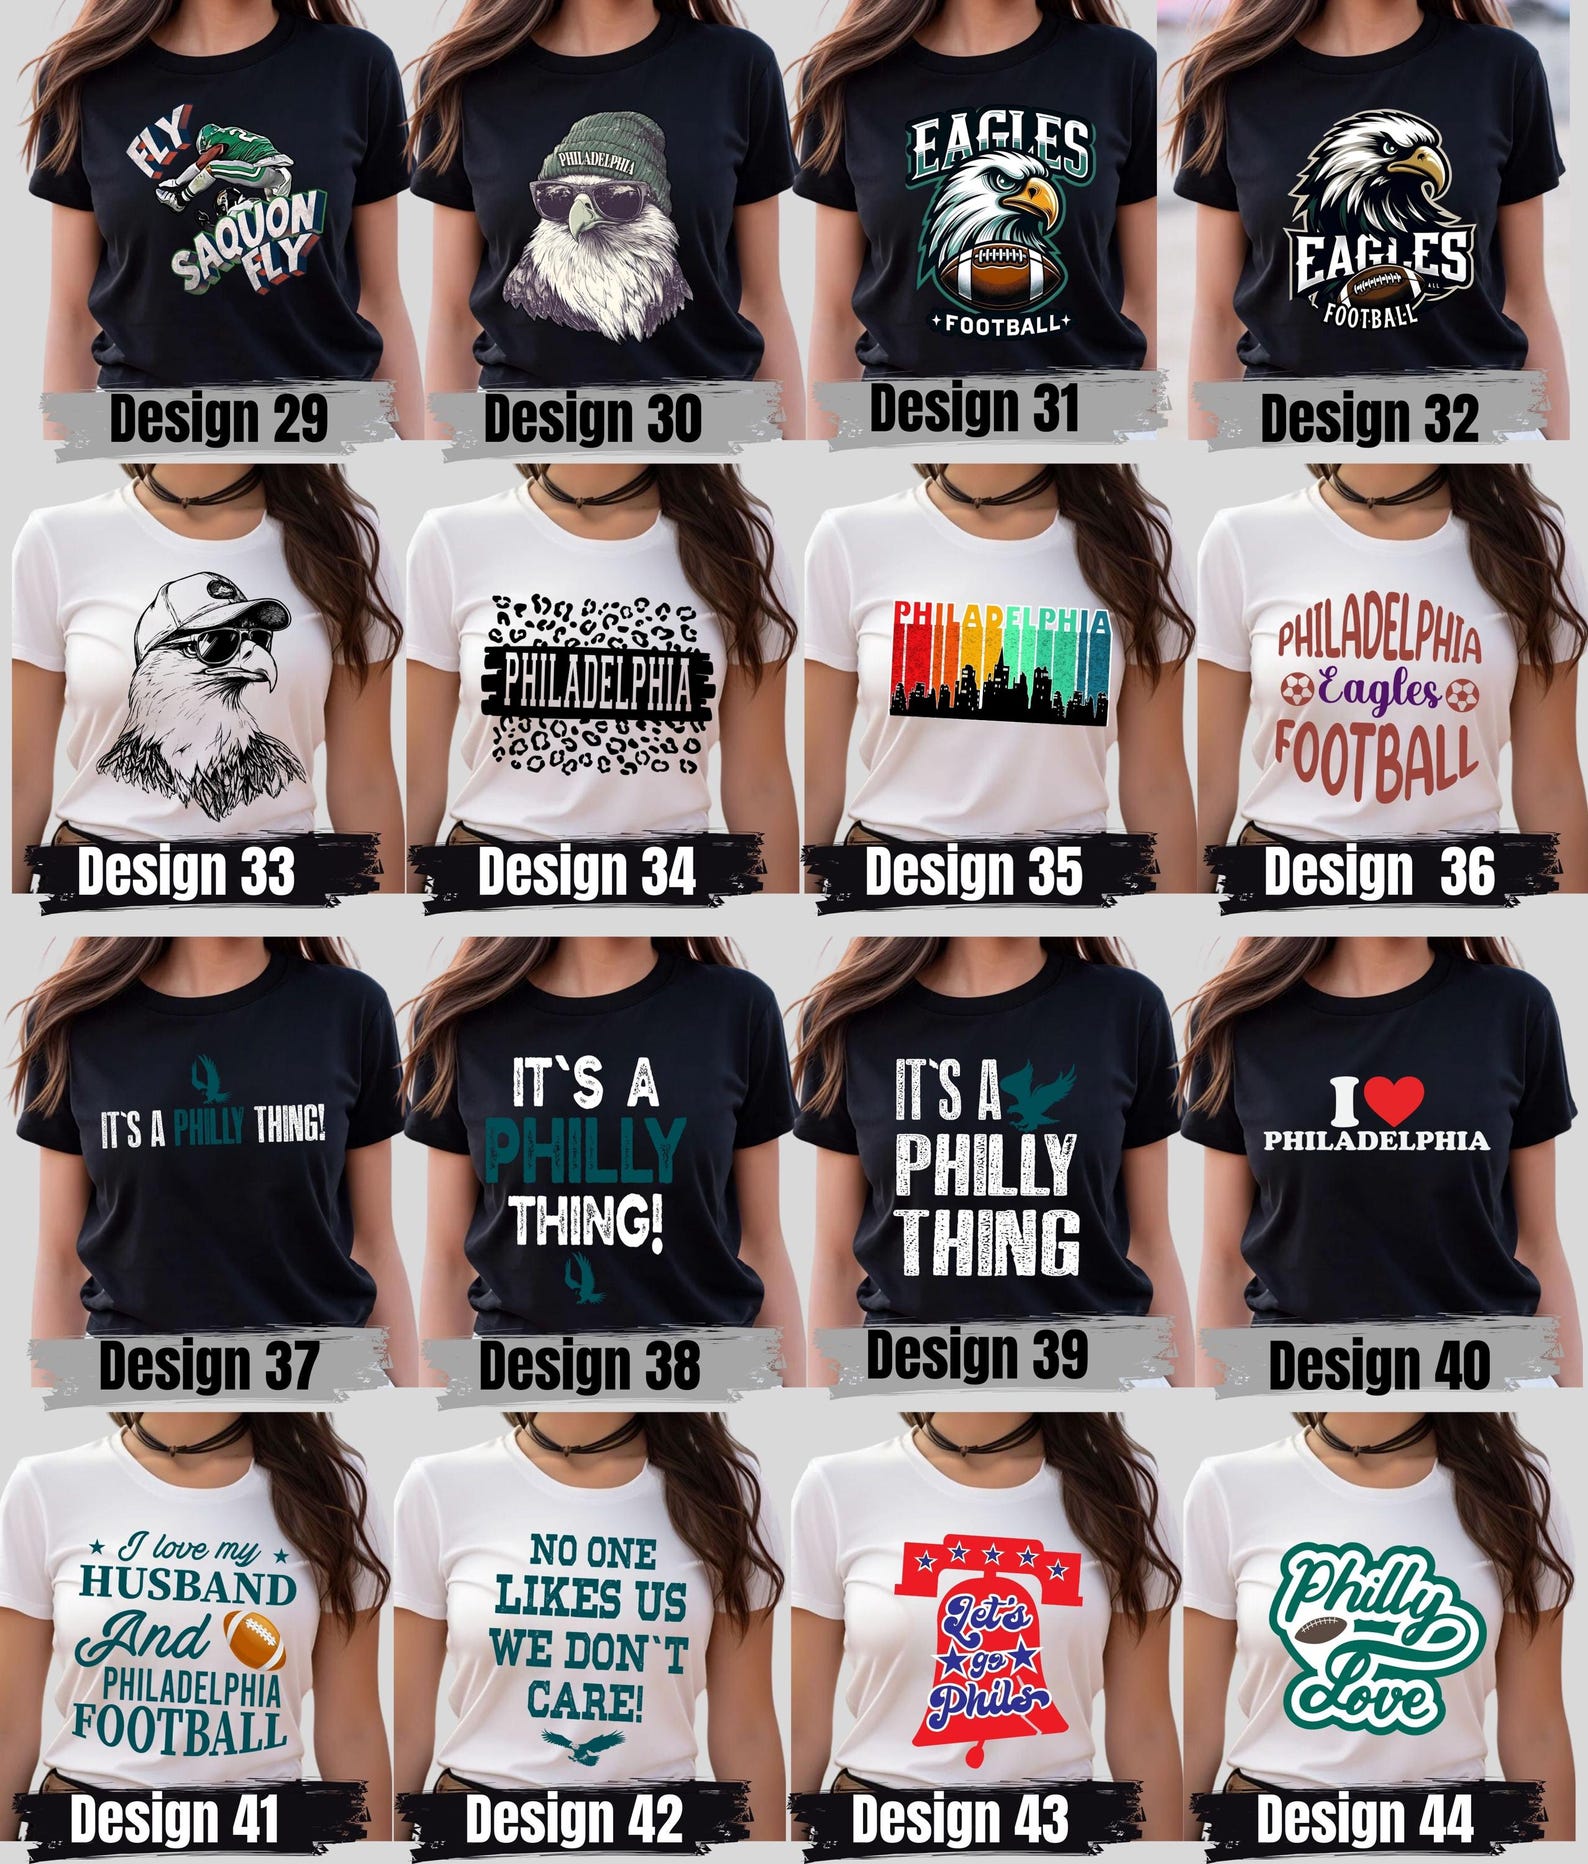 FLY
SAQUON
FLY
PHILADELPHIA
EAGLES
FOOTBALL
EAGLES
ALL
FOOTBALL
Design 29
Design 30
Design 31
Design 32
PHILADELPHIA
PHILADELPHIA
PHILADELPHIA
Eagles
FOOTBALL
Design 33
Design 34
Design 35
Design 36
IT`S A PHILLY THING!
IT`S A
PHILLY
THING!
IT`S A
PHILLY
THING
I
PHILADELPHIA
Design 37
Design 38
Design 39
Design 40
I love my
HUSBAND
And
PHILADELPHIA
FOOTBALL
NO ONE
LIKES US
WE DON`T
CARE!
Let's
go
Phils
Philly
Love
Design 41
Design 42
Design 43
Design 44